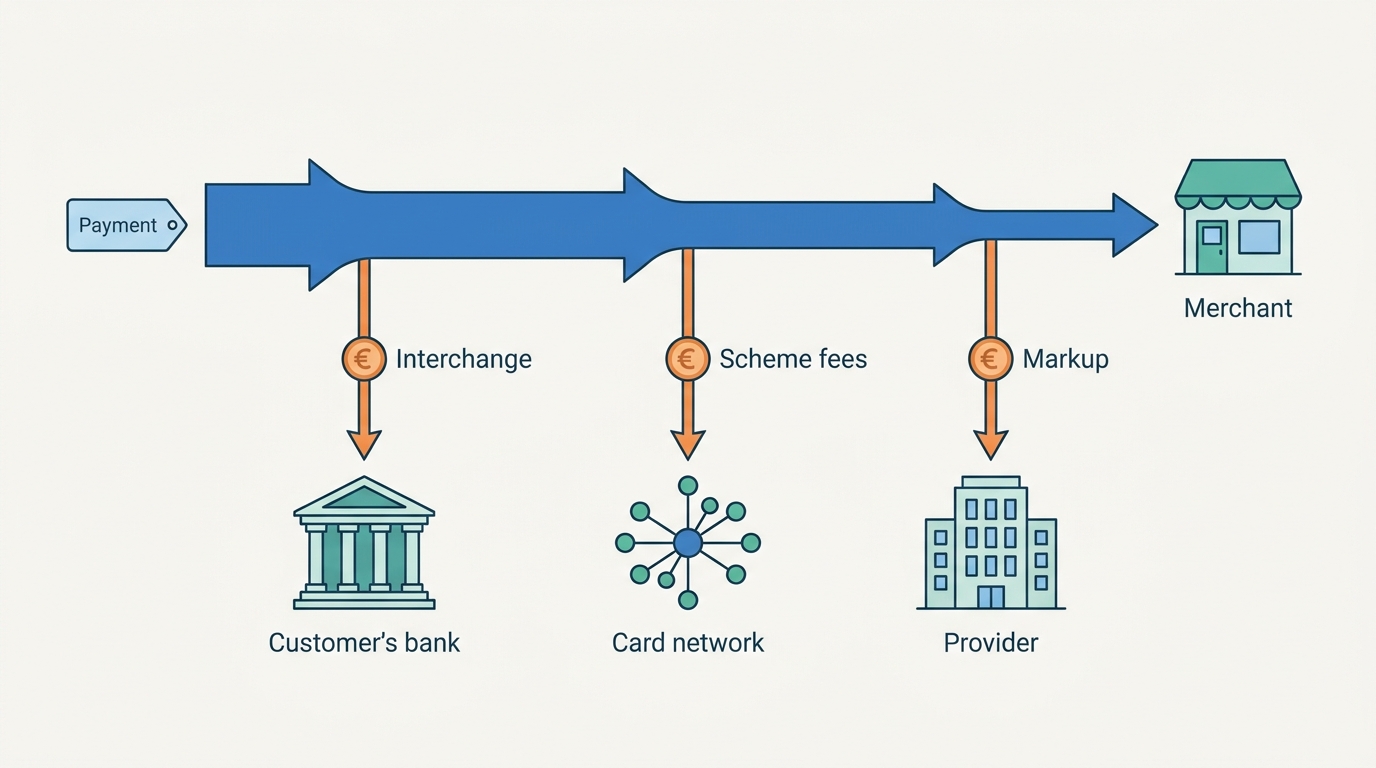 Payment
Merchant
€ Interchange
€ Scheme fees
€ Markup
Customer’s bank
Card network
Provider